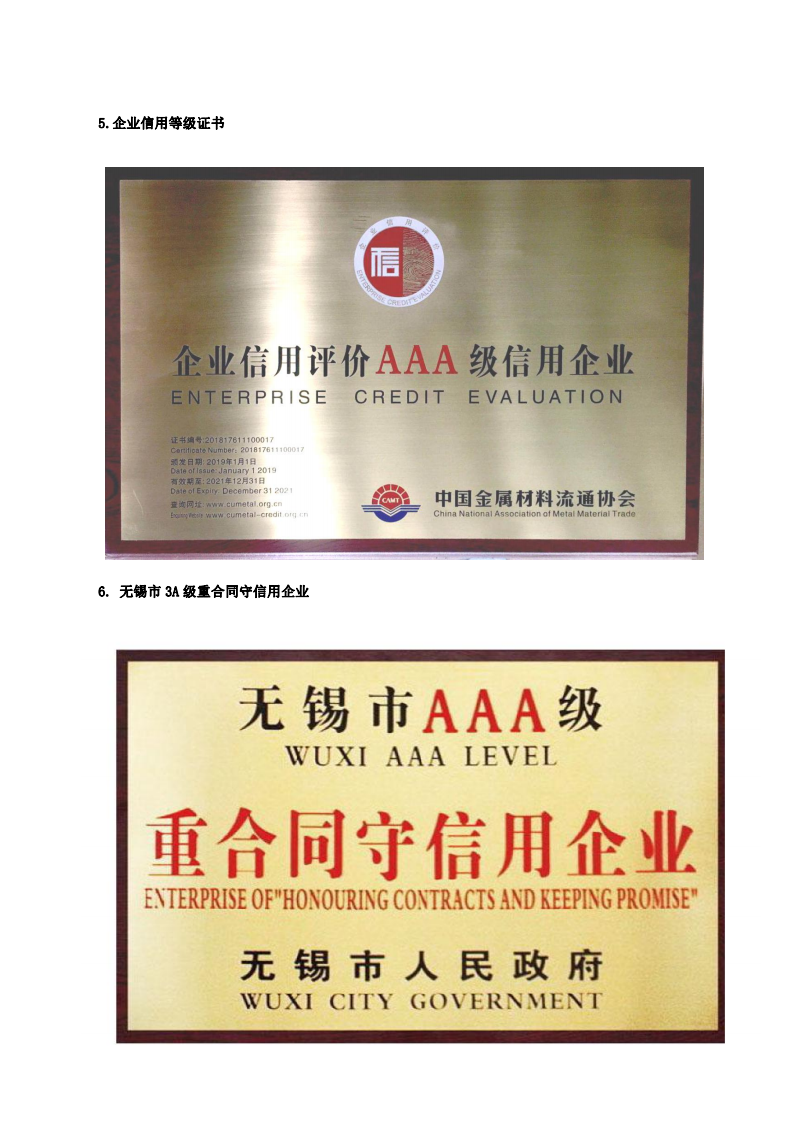 5.企业信用等级证书
企业信用评价
信
ENTERPRISE CREDIT EVALUATION
企业信用评价AAA级信用企业
ENTERPRISE CREDIT EVALUATION
证书编号:201817611100017
Certificate Number: 201817611100017
颁发日期:2019年1月1日
Date of Issue: January 1 2019
有效期至:2021年12月31日
Date of Expiry: December 31 2021
查询网址:www.cumetal.org.cn
www.cumetal-credit.org.cn
CAMT
中国金属材料流通协会
China National Association of Metal Material Trade
6. 无锡市 3A 级重合同守信用企业
无锡市AAA级
WUXI AAA LEVEL
重合同守信用企业
ENTERPRISE OF"HONOURING CONTRACTS AND KEEPING PROMISE"
无锡市人民政府
WUXI CITY GOVERNMENT